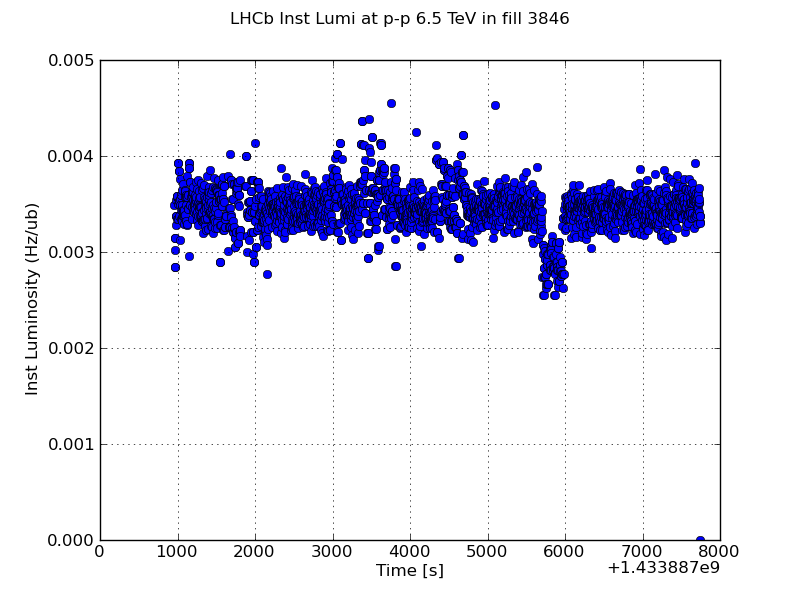 LHCb Inst Lumi at p-p 6.5 TeV in fill 3846
0.005
0.004
0.003
0.002
0.001
0.000
Inst Luminosity (Hz/ub)
0 1000 2000 3000 4000 5000 6000 7000 8000
Time [s]
+1.433887e9